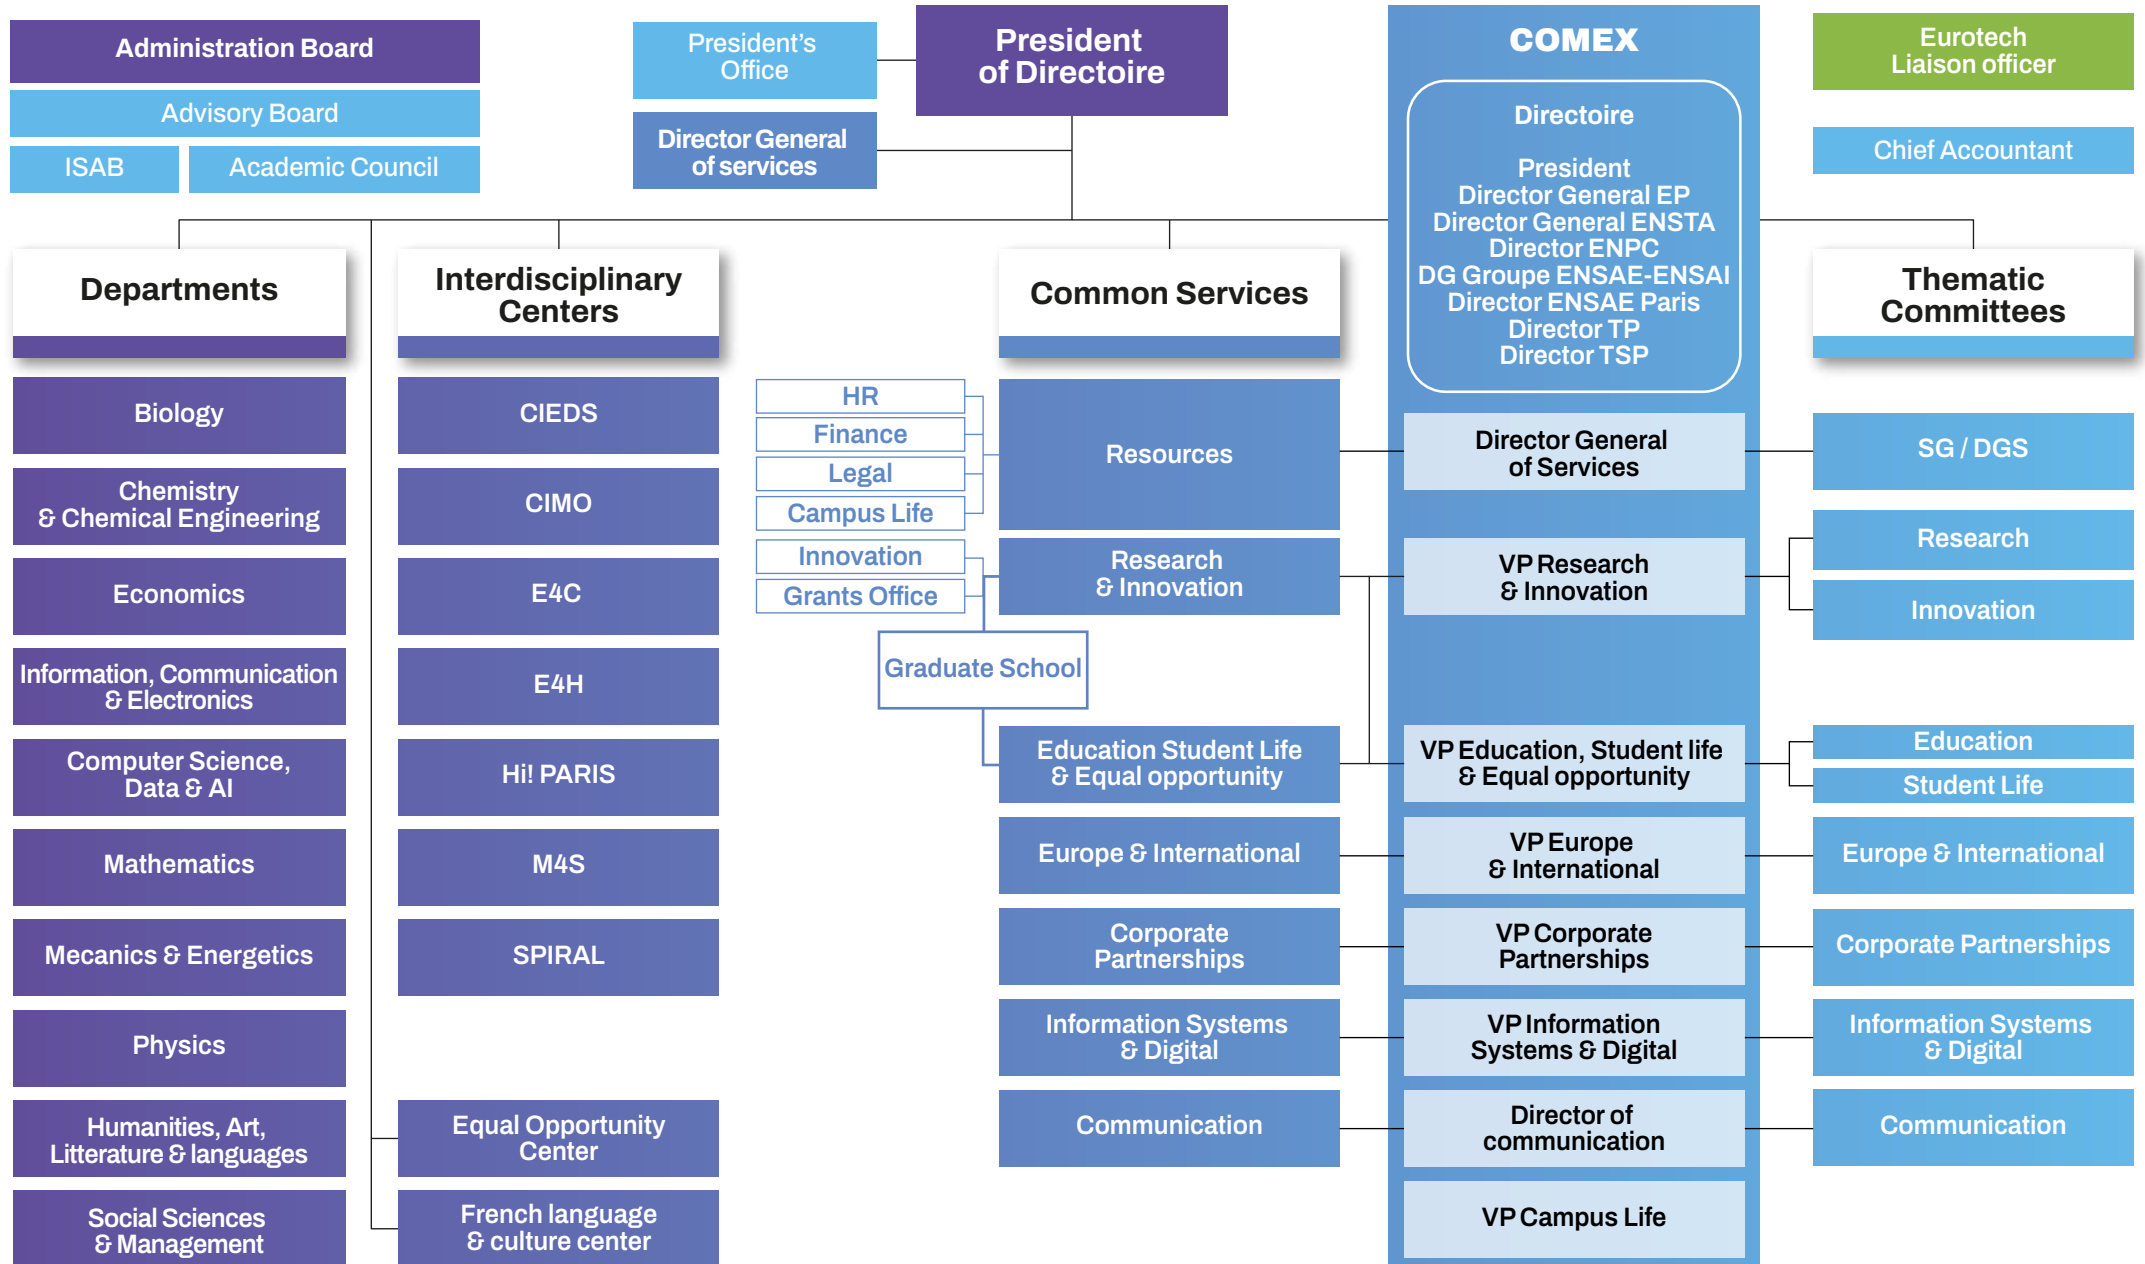 Administration Board
Advisory Board
ISAB
Academic Council
President's
Office
Director General
of services
President
of Directoire
COMEX
Directoire
President
Director General EP
Director General ENSTA
Director ENPC
DG Groupe ENSAE-ENSAI
Director ENSAE Paris
Director TP
Director TSP
Eurotech
Liaison officer
Chief Accountant
Departments
Biology
Chemistry
& Chemical Engineering
Economics
Information, Communication
& Electronics
Computer Science,
Data & AI
Mathematics
Mecanics & Energetics
Physics
Humanities, Art,
Litterature & languages
Social Sciences
& Management
Interdisciplinary
Centers
CIEDS
CIMO
E4C
E4H
Hi! PARIS
M4S
SPIRAL
Equal Opportunity
Center
French language
& culture center
Common Services
HR
Finance
Legal
Campus Life
Innovation
Grants Office
Graduate School
Resources
Research
& Innovation
Education Student Life
& Equal opportunity
Europe & International
Corporate
Partnerships
Information Systems
& Digital
Communication
Director General
of Services
VP Research
& Innovation
VP Education, Student life
& Equal opportunity
VP Europe
& International
VP Corporate
Partnerships
VP Information
Systems & Digital
Director of
communication
VP Campus Life
Thematic
Committees
SG / DGS
Research
Innovation
Education
Student Life
Europe & International
Corporate Partnerships
Information Systems
& Digital
Communication